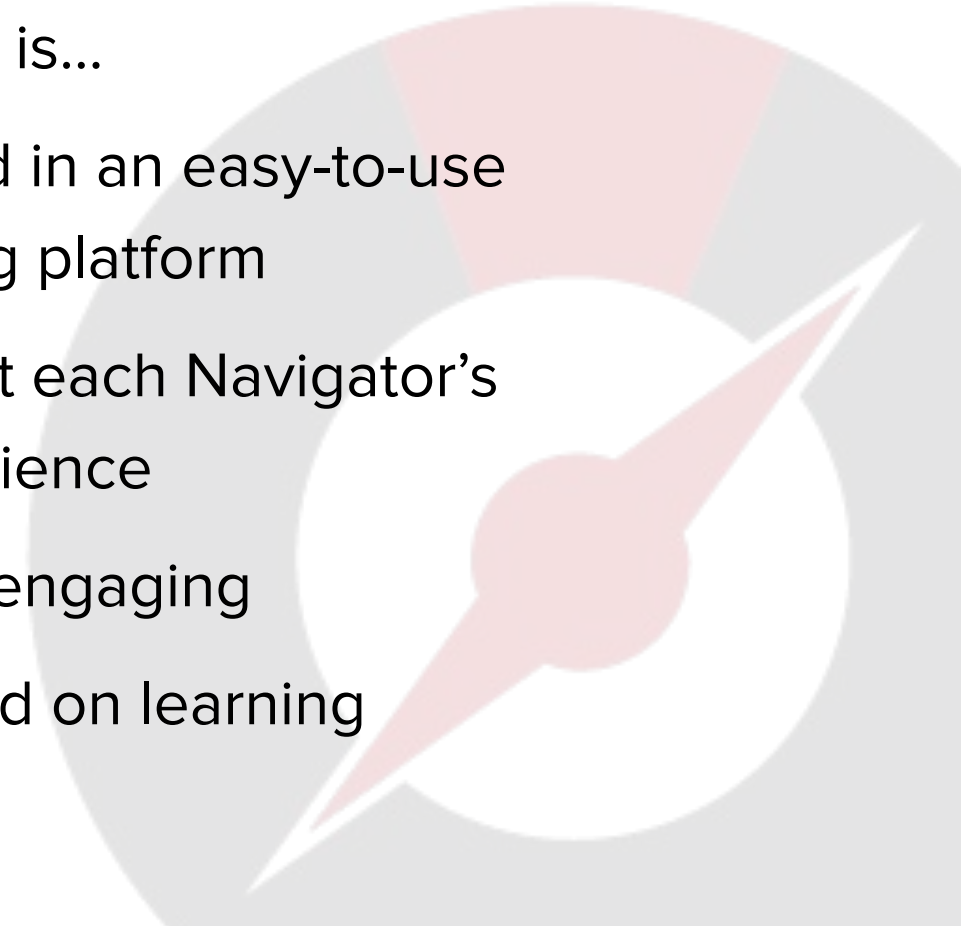 is...
d in an easy-to-use
g platform
t each Navigator’s
ience
engaging
d on learning